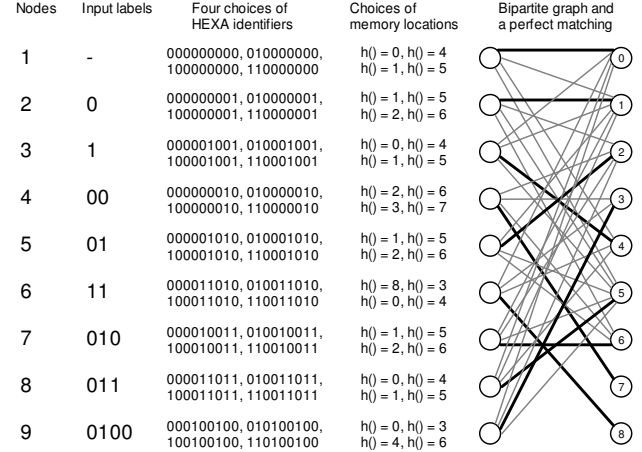 Nodes Input labels Four choices of HEXA identifiers Choices of memory locations Bipartite graph and a perfect matching
1 - 000000000, 010000000, h() = 0, h() = 4
100000000, 110000000 h() = 1, h() = 5
2 0 000000001, 010000001, h() = 1, h() = 5
100000001, 110000001 h() = 2, h() = 6
3 1 000001001, 010001001, h() = 0, h() = 4
100001001, 110001001 h() = 1, h() = 5
4 00 000000010, 010000010, h() = 2, h() = 6
100000010, 110000010 h() = 3, h() = 7
5 01 000001010, 010001010, h() = 1, h() = 5
100001010, 110001010 h() = 2, h() = 6
6 11 000011010, 010011010, h() = 8, h() = 3
100011010, 110011010 h() = 0, h() = 4
7 010 000010011, 010010011, h() = 1, h() = 5
100010011, 110010011 h() = 2, h() = 6
8 011 000011011, 010011011, h() = 0, h() = 4
100011011, 110011011 h() = 1, h() = 5
9 0100 000100100, 010100100, h() = 0, h() = 3
100100100, 110100100 h() = 4, h() = 6
0
1
2
3
4
5
6
7
8